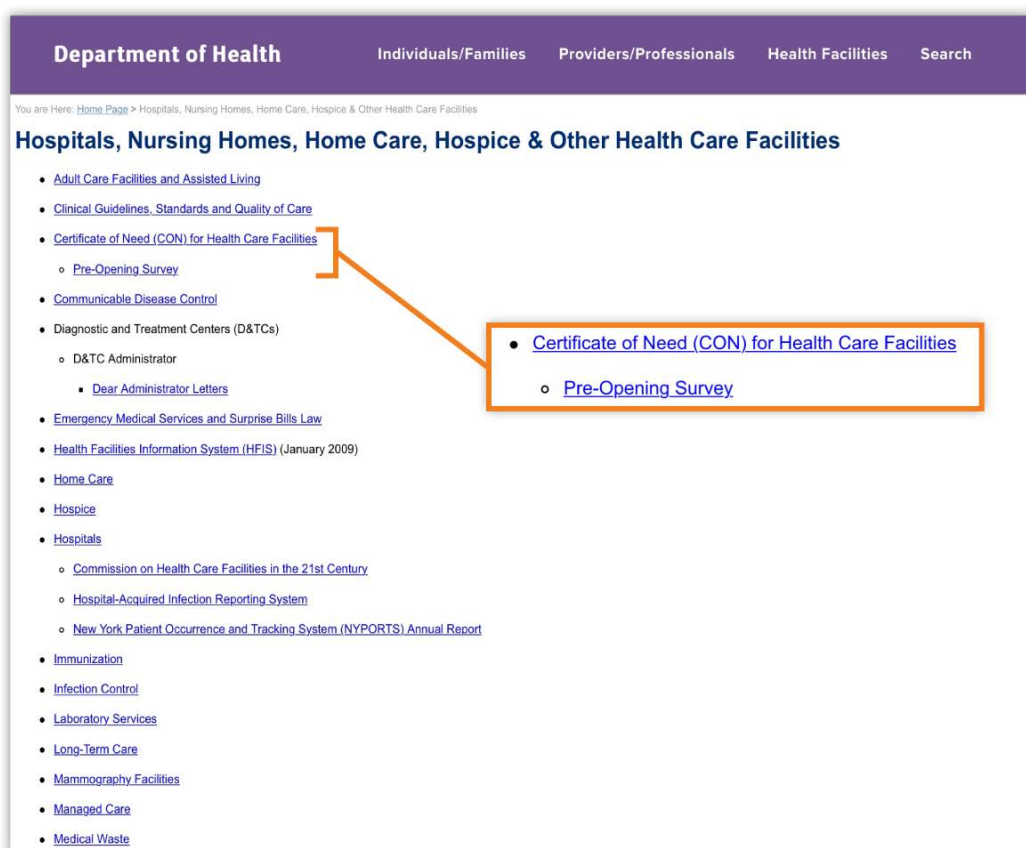 Department of Health Individuals/Families Providers/Professionals Health Facilities Search
You are Here: Home Page > Hospitals, Nursing Homes, Home Care, Hospice & Other Health Care Facilities
Hospitals, Nursing Homes, Home Care, Hospice & Other Health Care Facilities
Adult Care Facilities and Assisted Living
Clinical Guidelines, Standards and Quality of Care
Certificate of Need (CON) for Health Care Facilities
Pre-Opening Survey
Communicable Disease Control
Diagnostic and Treatment Centers (D&TCs)
D&TC Administrator
Dear Administrator Letters
Certificate of Need (CON) for Health Care Facilities
Pre-Opening Survey
Emergency Medical Services and Surprise Bills Law
Health Facilities Information System (HFIS) (January 2009)
Home Care
Hospice
Hospitals
Commission on Health Care Facilities in the 21st Century
Hospital-Acquired Infection Reporting System
New York Patient Occurrence and Tracking System (NYPORTS) Annual Report
Immunization
Infection Control
Laboratory Services
Long-Term Care
Mammography Facilities
Managed Care
Medical Waste